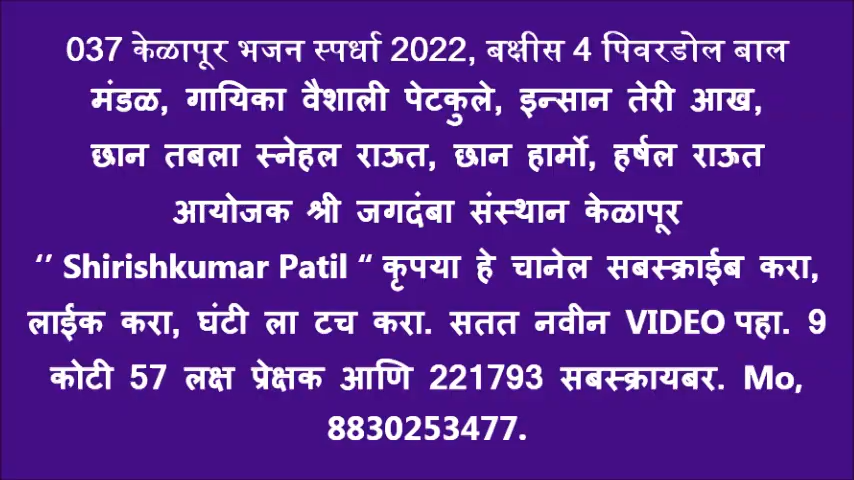 037 केळापूर भजन स्पर्धा 2022, बक्षीस 4 पिवरडोल बाल
मंडळ, गायिका वैशाली पेटकुले, इन्सान तेरी आख,
छान तबला स्नेहल राऊत, छान हार्मो, हर्षल राऊत
आयोजक श्री जगदंबा संस्थान केळापूर
‘’ Shirishkumar Patil “ कृपया हे चानेल सबस्क्राईब करा,
लाईक करा, घंटी ला टच करा. सतत नवीन VIDEO पहा. 9
कोटी 57 लक्ष प्रेक्षक आणि 221793 सबस्क्रायबर. Mo,
8830253477.